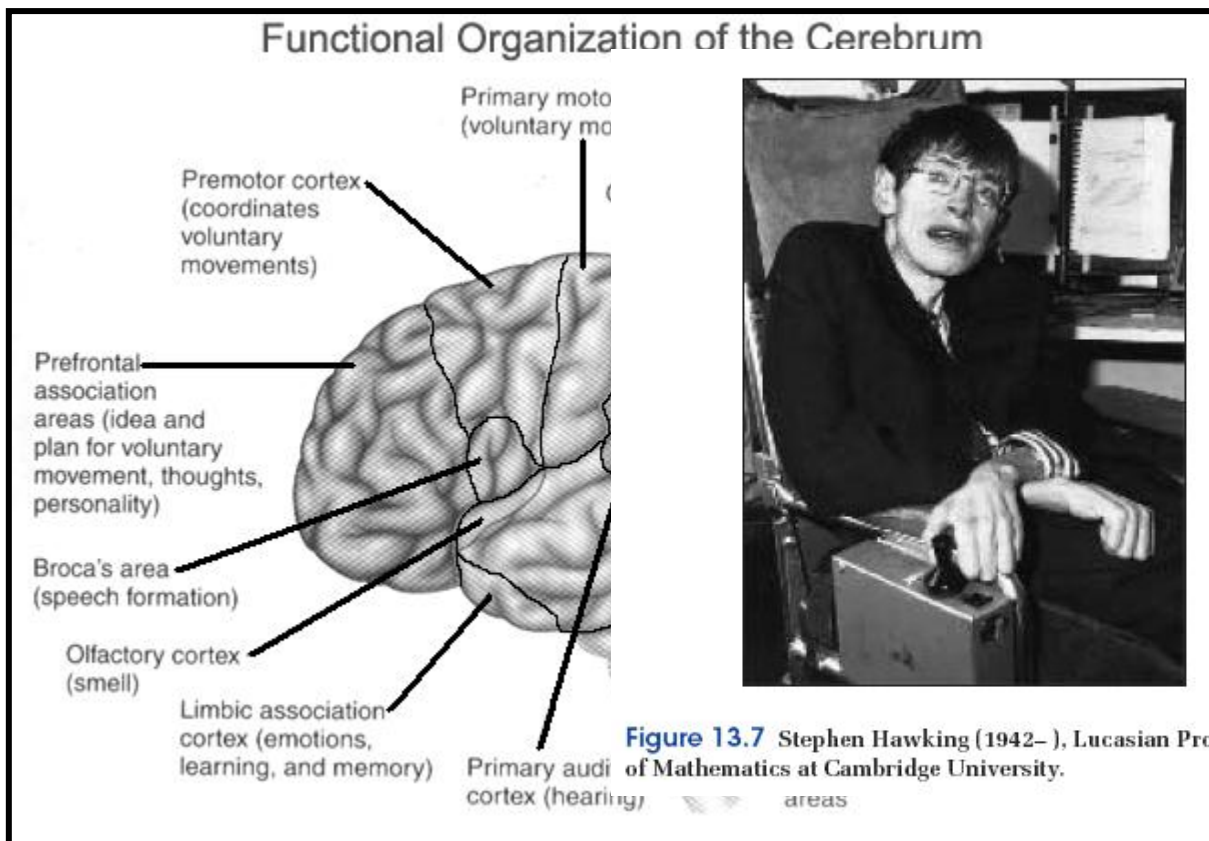 Functional Organization of the Cerebrum
Primary moto
(voluntary mo
Premotor cortex
(coordinates
voluntary
movements)
Prefrontal
association
areas (idea and
plan for voluntary
movement, thoughts,
personality)
Broca's area
(speech formation)
Olfactory cortex
(smell)
Limbic association
cortex (emotions,
learning, and memory)
Primary audi
cortex (hearing)
Figure 13.7 Stephen Hawking (1942– ), Lucasian Pro
of Mathematics at Cambridge University.
areas